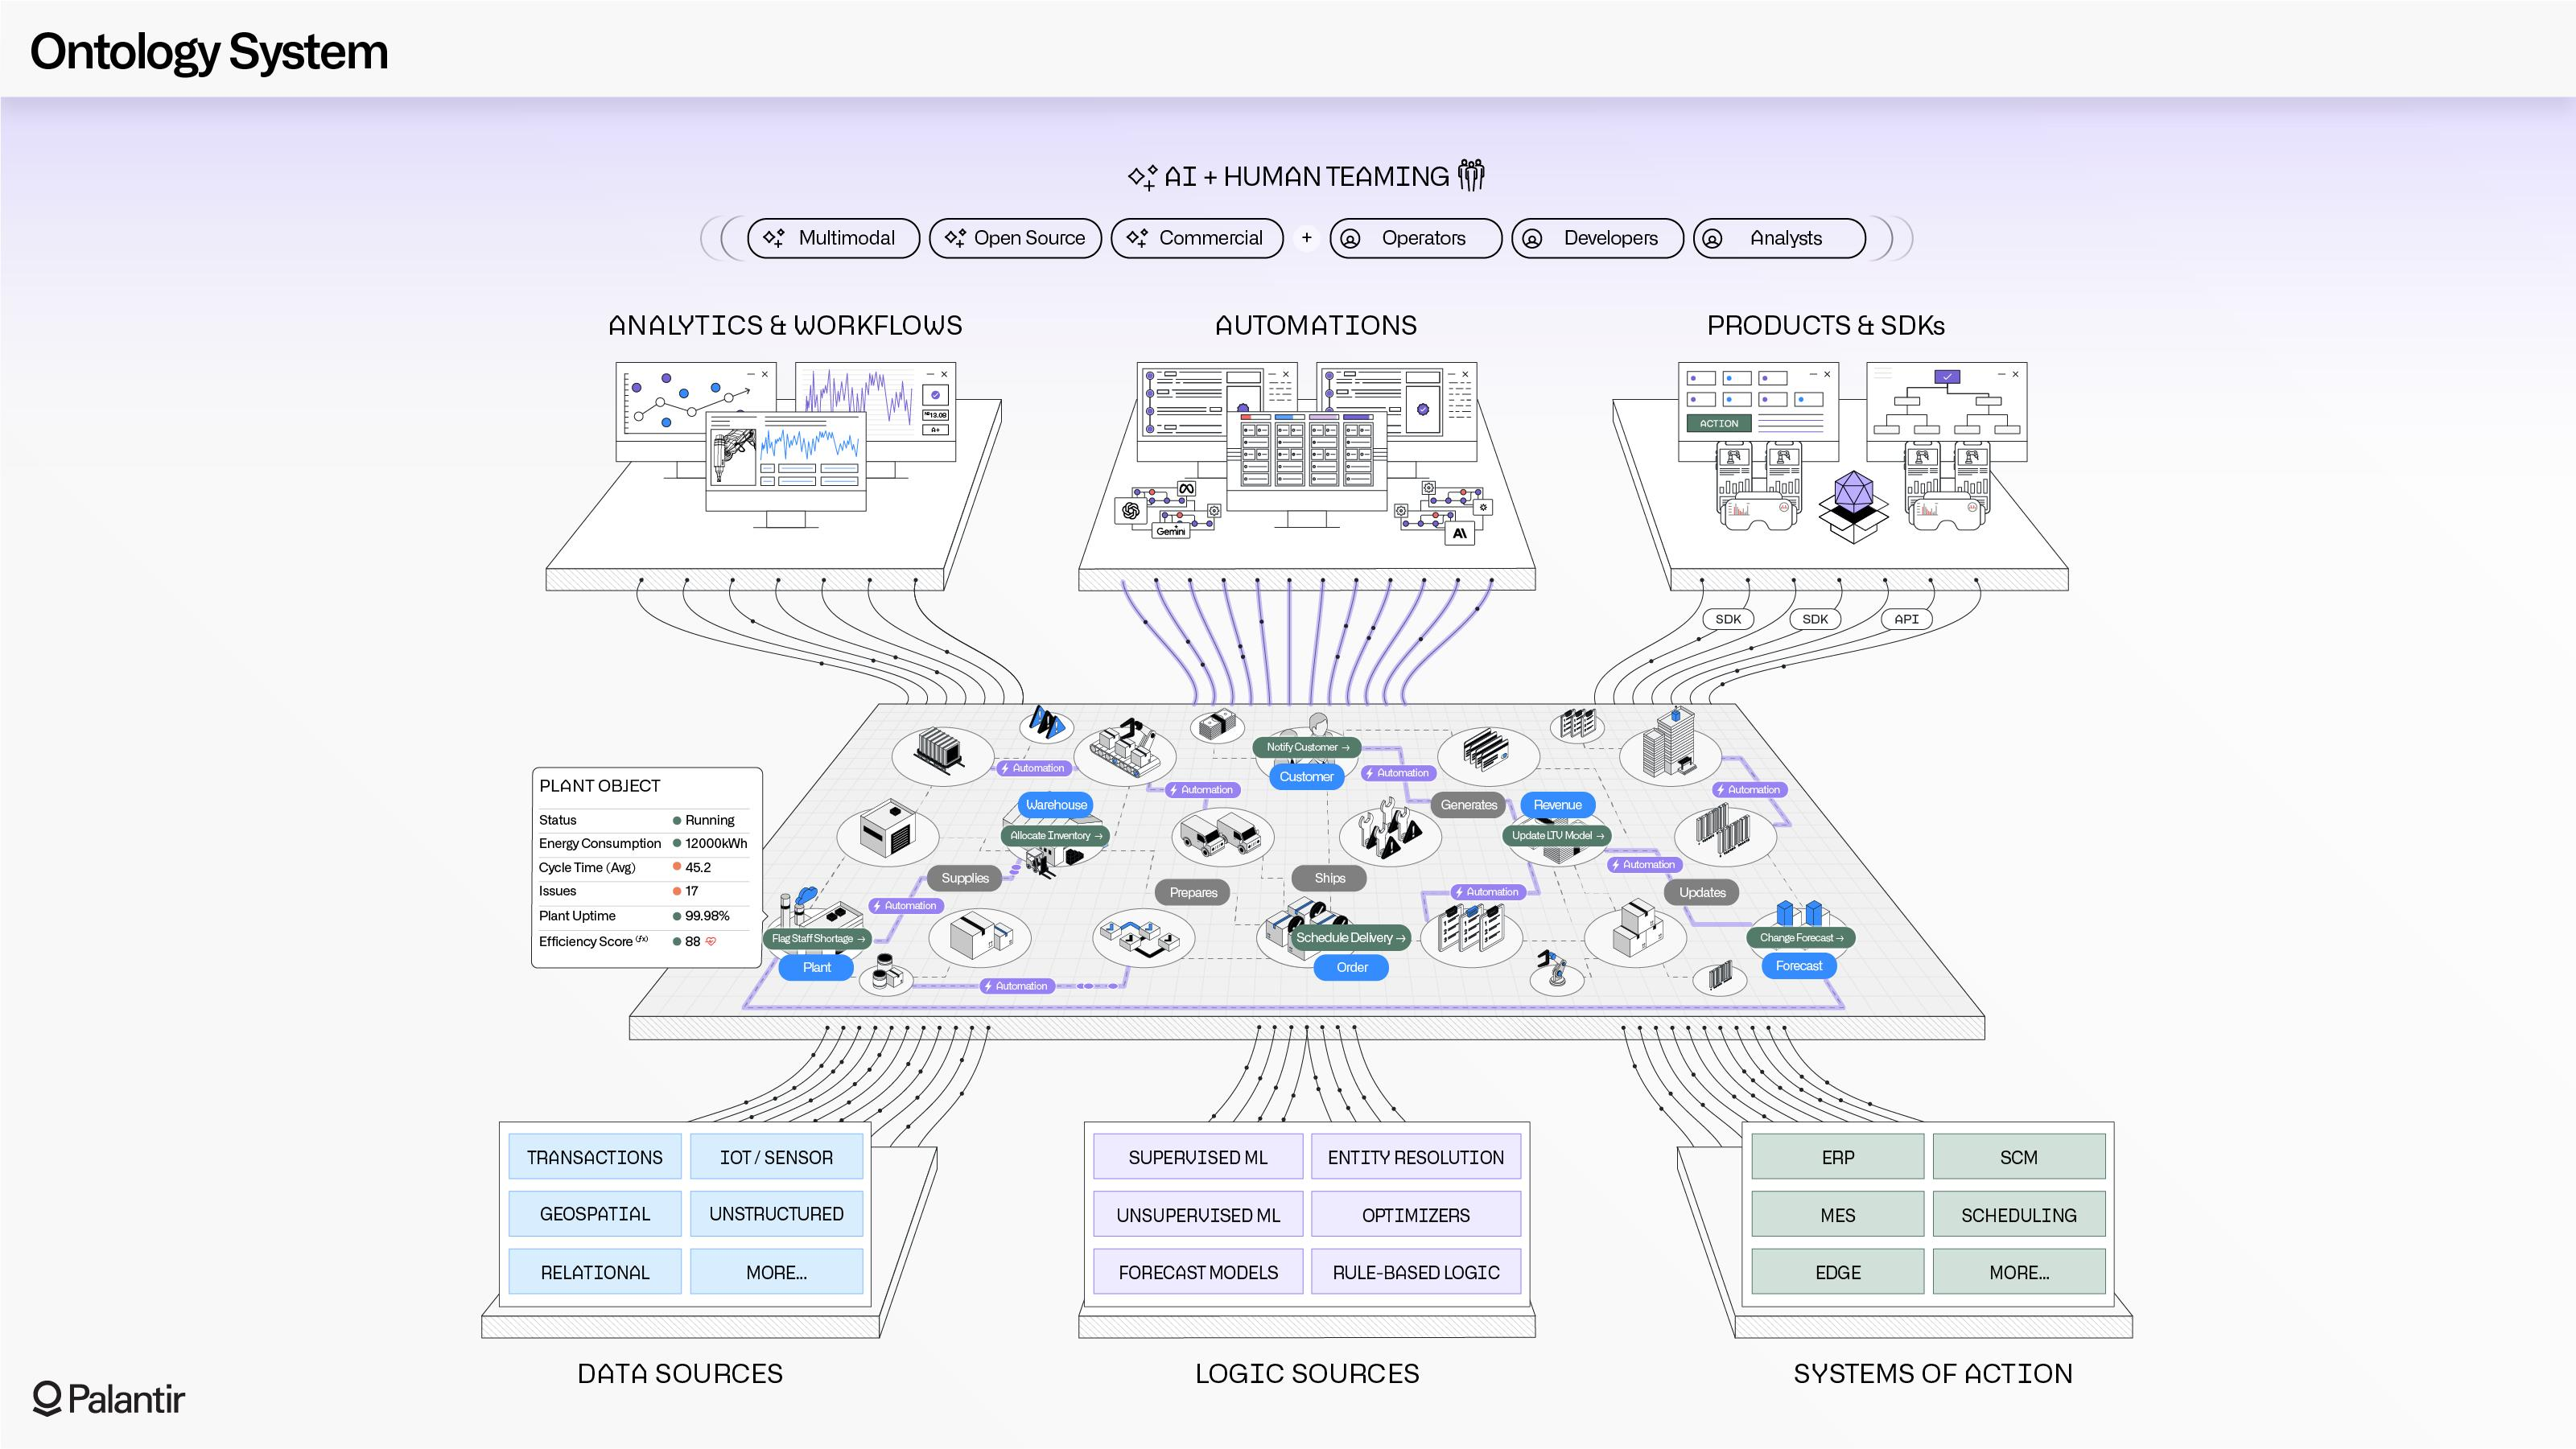 Ontology System
AI + HUMAN TEAMING
Multimodal
Open Source
Commercial
+
Operators
Developers
Analysts
ANALYTICS & WORKFLOWS
AUTOMATIONS
PRODUCTS & SDKs
13.08
A+
ACTION
Gemini
AI
SDK
SDK
API
Notify Customer →
Customer
Automation
Automation
Automation
Automation
Warehouse
Allocate Inventory →
Generates
Revenue
Update LTV Model →
Automation
Supplies
Prepares
Ships
Automation
Updates
Automation
Flag Staff Shortage →
Plant
Schedule Delivery →
Order
Change Forecast →
Forecast
Automation
PLANT OBJECT
Status Running
Energy Consumption 12000kWh
Cycle Time (Avg) 45.2
Issues 17
Plant Uptime 99.98%
Efficiency Score (fx) 88
TRANSACTIONS
IOT / SENSOR
GEOSPATIAL
UNSTRUCTURED
RELATIONAL
MORE...
SUPERVISED ML
ENTITY RESOLUTION
UNSUPERVISED ML
OPTIMIZERS
FORECAST MODELS
RULE-BASED LOGIC
ERP
SCM
MES
SCHEDULING
EDGE
MORE...
DATA SOURCES
LOGIC SOURCES
SYSTEMS OF ACTION
Palantir